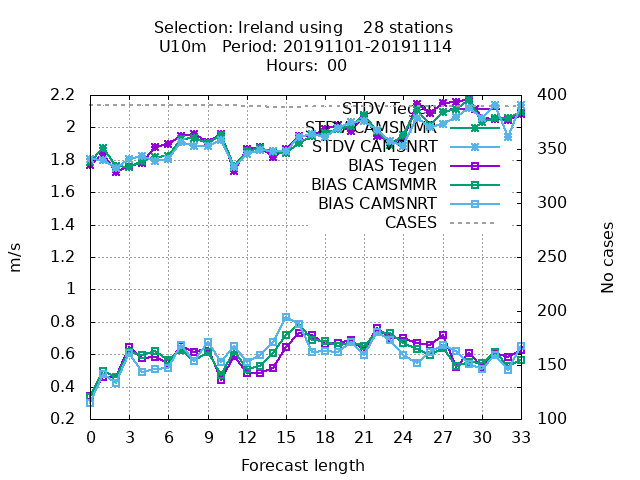 Selection: Ireland using    28 stations
U10m   Period: 20191101-20191114
Hours:  00
STDV Tegen
STDV CAMSMMR
STDV CAMSNRT
BIAS Tegen
BIAS CAMSMMR
BIAS CAMSNRT
CASES
2.2
2
1.8
1.6
1.4
1.2
1
0.8
0.6
0.4
0.2
m/s
400
350
300
250
200
150
100
No cases
0 3 6 9 12 15 18 21 24 27 30 33
Forecast length